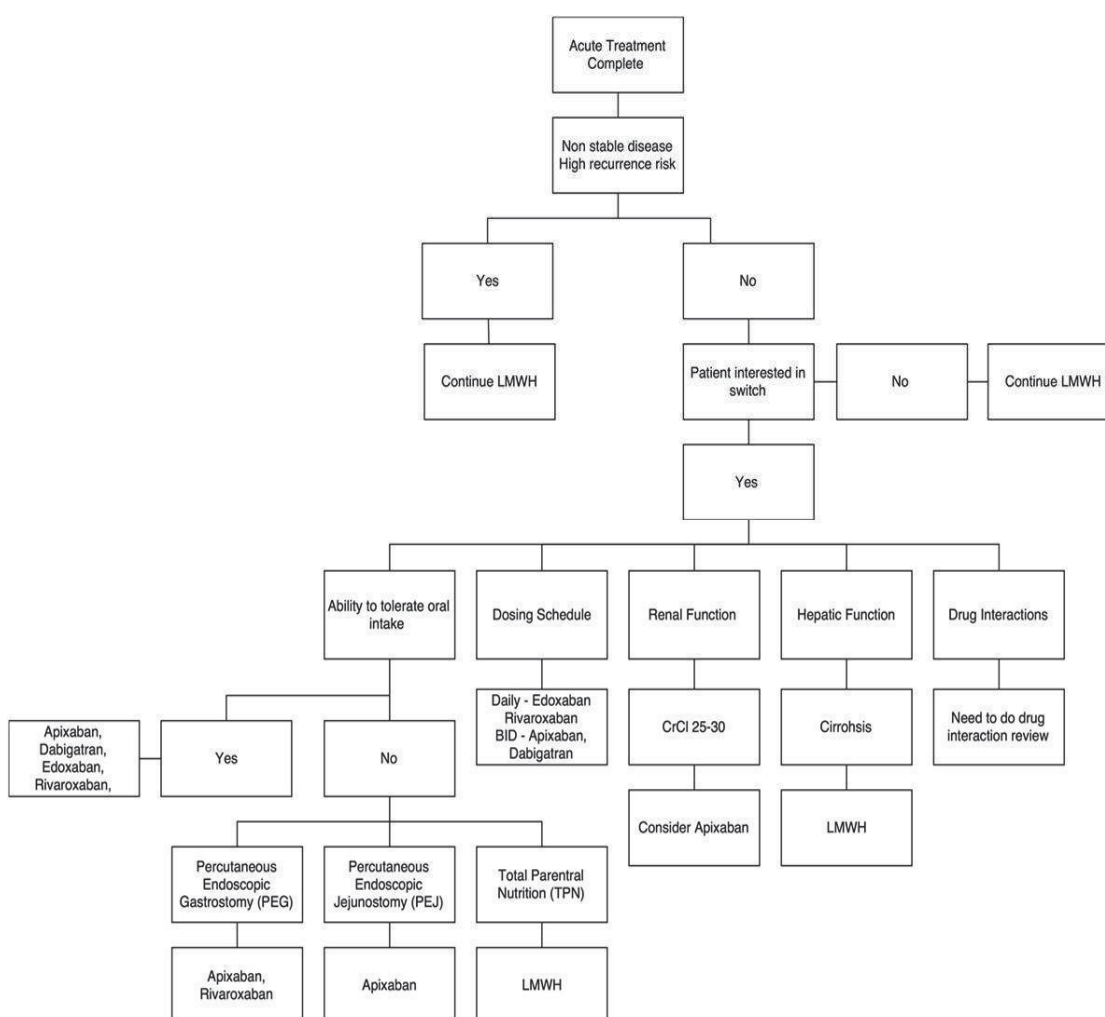 Acute Treatment
Complete
Non stable disease
High recurrence risk
Yes
No
Continue LMWH
Patient interested in
switch
No
Continue LMWH
Yes
Ability to tolerate oral
intake
Dosing Schedule
Renal Function
Hepatic Function
Drug Interactions
Apixaban,
Dabigatran,
Edoxaban,
Rivaroxaban,
Yes
No
Daily - Edoxaban
Rivaroxaban
BID - Apixaban,
Dabigatran
CrCl 25-30
Cirrohsis
Need to do drug
interaction review
Consider Apixaban
LMWH
Percutaneous
Endoscopic
Gastrostomy (PEG)
Percutaneous
Endoscopic
Jejunostomy (PEJ)
Total Parentral
Nutrition (TPN)
Apixaban,
Rivaroxaban
Apixaban
LMWH